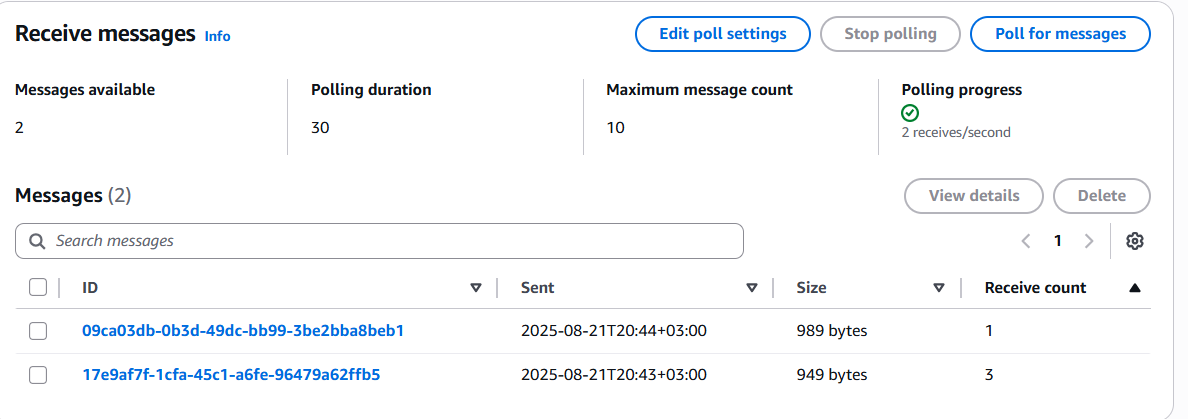 Receive messages Info
Edit poll settings
Stop polling
Poll for messages
Messages available
2
Polling duration
30
Maximum message count
10
Polling progress
2 receives/second
Messages (2)
View details
Delete
Search messages
1
ID Sent Size Receive count
09ca03db-0b3d-49dc-bb99-3be2bba8beb1 2025-08-21T20:44+03:00 989 bytes 1
17e9af7f-1cfa-45c1-a6fe-96479a62ffb5 2025-08-21T20:43+03:00 949 bytes 3